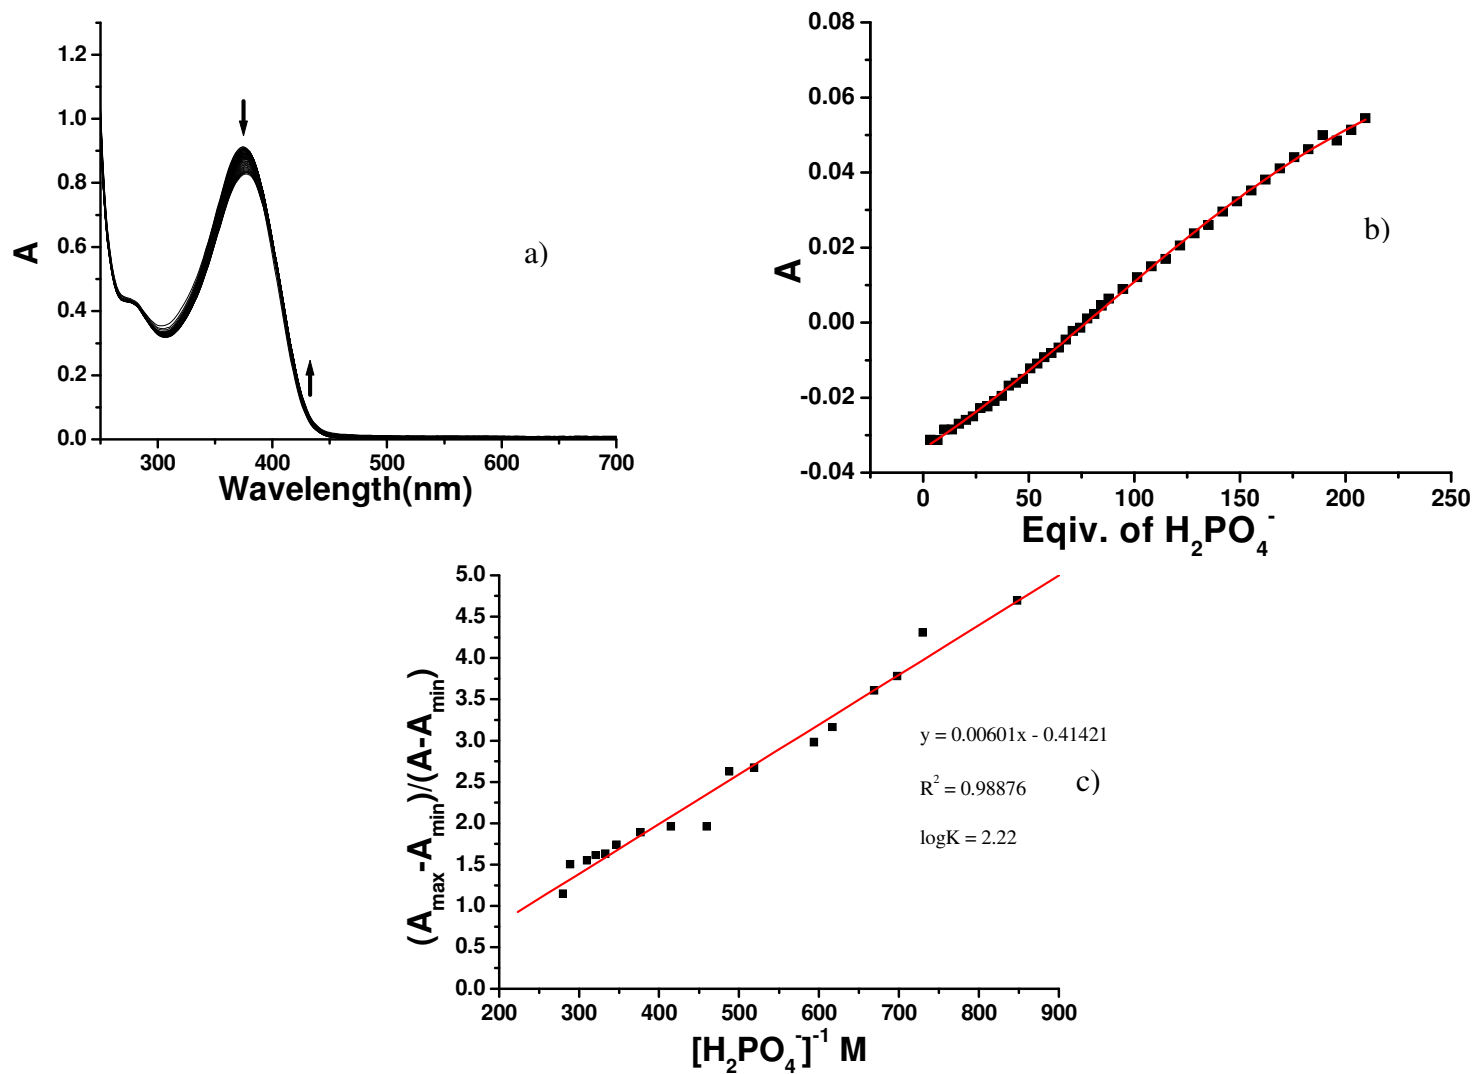 1.2
1.0
0.8
0.6
0.4
0.2
0.0
A
300 400 500 600 700
Wavelength(nm)
a)
0.08
0.06
0.04
0.02
0.00
-0.02
-0.04
A
0 50 100 150 200 250
Eqiv. of H₂PO₄⁻
b)
5.0
4.5
4.0
3.5
3.0
2.5
2.0
1.5
1.0
0.5
0.0
(A_max-A_min)/(A-A_min)
y = 0.00601x - 0.41421
R² = 0.98876
logK = 2.22
c)
200 300 400 500 600 700 800 900
[H₂PO₄⁻]⁻¹ M